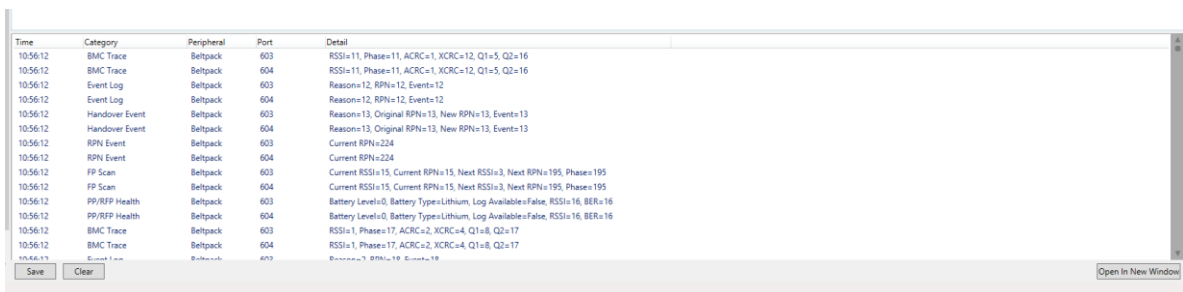 Time Category Peripheral Port Detail
10:56:12 BMC Trace Beltpack 603 RSSI=11, Phase=11, ACRC=1, XCRC=12, Q1=5, Q2=16
10:56:12 BMC Trace Beltpack 604 RSSI=11, Phase=11, ACRC=1, XCRC=12, Q1=5, Q2=16
10:56:12 Event Log Beltpack 603 Reason=12, RPN=12, Event=12
10:56:12 Event Log Beltpack 604 Reason=12, RPN=12, Event=12
10:56:12 Handover Event Beltpack 603 Reason=13, Original RPN=13, New RPN=13, Event=13
10:56:12 Handover Event Beltpack 604 Reason=13, Original RPN=13, New RPN=13, Event=13
10:56:12 RPN Event Beltpack 603 Current RPN=224
10:56:12 RPN Event Beltpack 604 Current RPN=224
10:56:12 FP Scan Beltpack 603 Current RSSI=15, Current RPN=15, Next RSSI=3, Next RPN=195, Phase=195
10:56:12 FP Scan Beltpack 604 Current RSSI=15, Current RPN=15, Next RSSI=3, Next RPN=195, Phase=195
10:56:12 PP/RFP Health Beltpack 603 Battery Level=0, Battery Type=Lithium, Log Available=False, RSSI=16, BER=16
10:56:12 PP/RFP Health Beltpack 604 Battery Level=0, Battery Type=Lithium, Log Available=False, RSSI=16, BER=16
10:56:12 BMC Trace Beltpack 603 RSSI=1, Phase=17, ACRC=2, XCRC=4, Q1=8, Q2=17
10:56:12 BMC Trace Beltpack 604 RSSI=1, Phase=17, ACRC=2, XCRC=4, Q1=8, Q2=17
10:56:12 Event Log Beltpack 603 Reason=2, RPN=18, Event=18
Save Clear Open In New Window